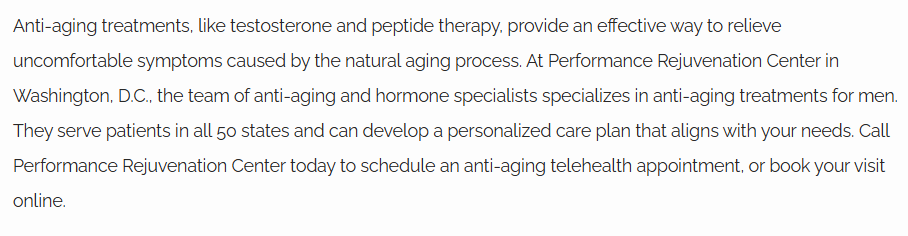 Anti-aging treatments, like testosterone and peptide therapy, provide an effective way to relieve
uncomfortable symptoms caused by the natural aging process. At Performance Rejuvenation Center in
Washington, D.C., the team of anti-aging and hormone specialists specializes in anti-aging treatments for men.
They serve patients in all 50 states and can develop a personalized care plan that aligns with your needs. Call
Performance Rejuvenation Center today to schedule an anti-aging telehealth appointment, or book your visit
online.